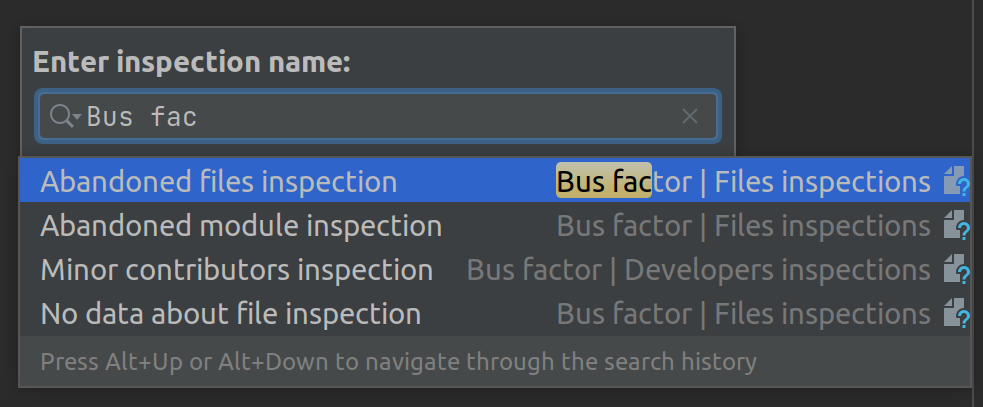 Enter inspection name:
Bus fac
Abandoned files inspection Bus factor | Files inspections
Abandoned module inspection Bus factor | Files inspections
Minor contributors inspection Bus factor | Developers inspections
No data about file inspection Bus factor | Files inspections
Press Alt+Up or Alt+Down to navigate through the search history